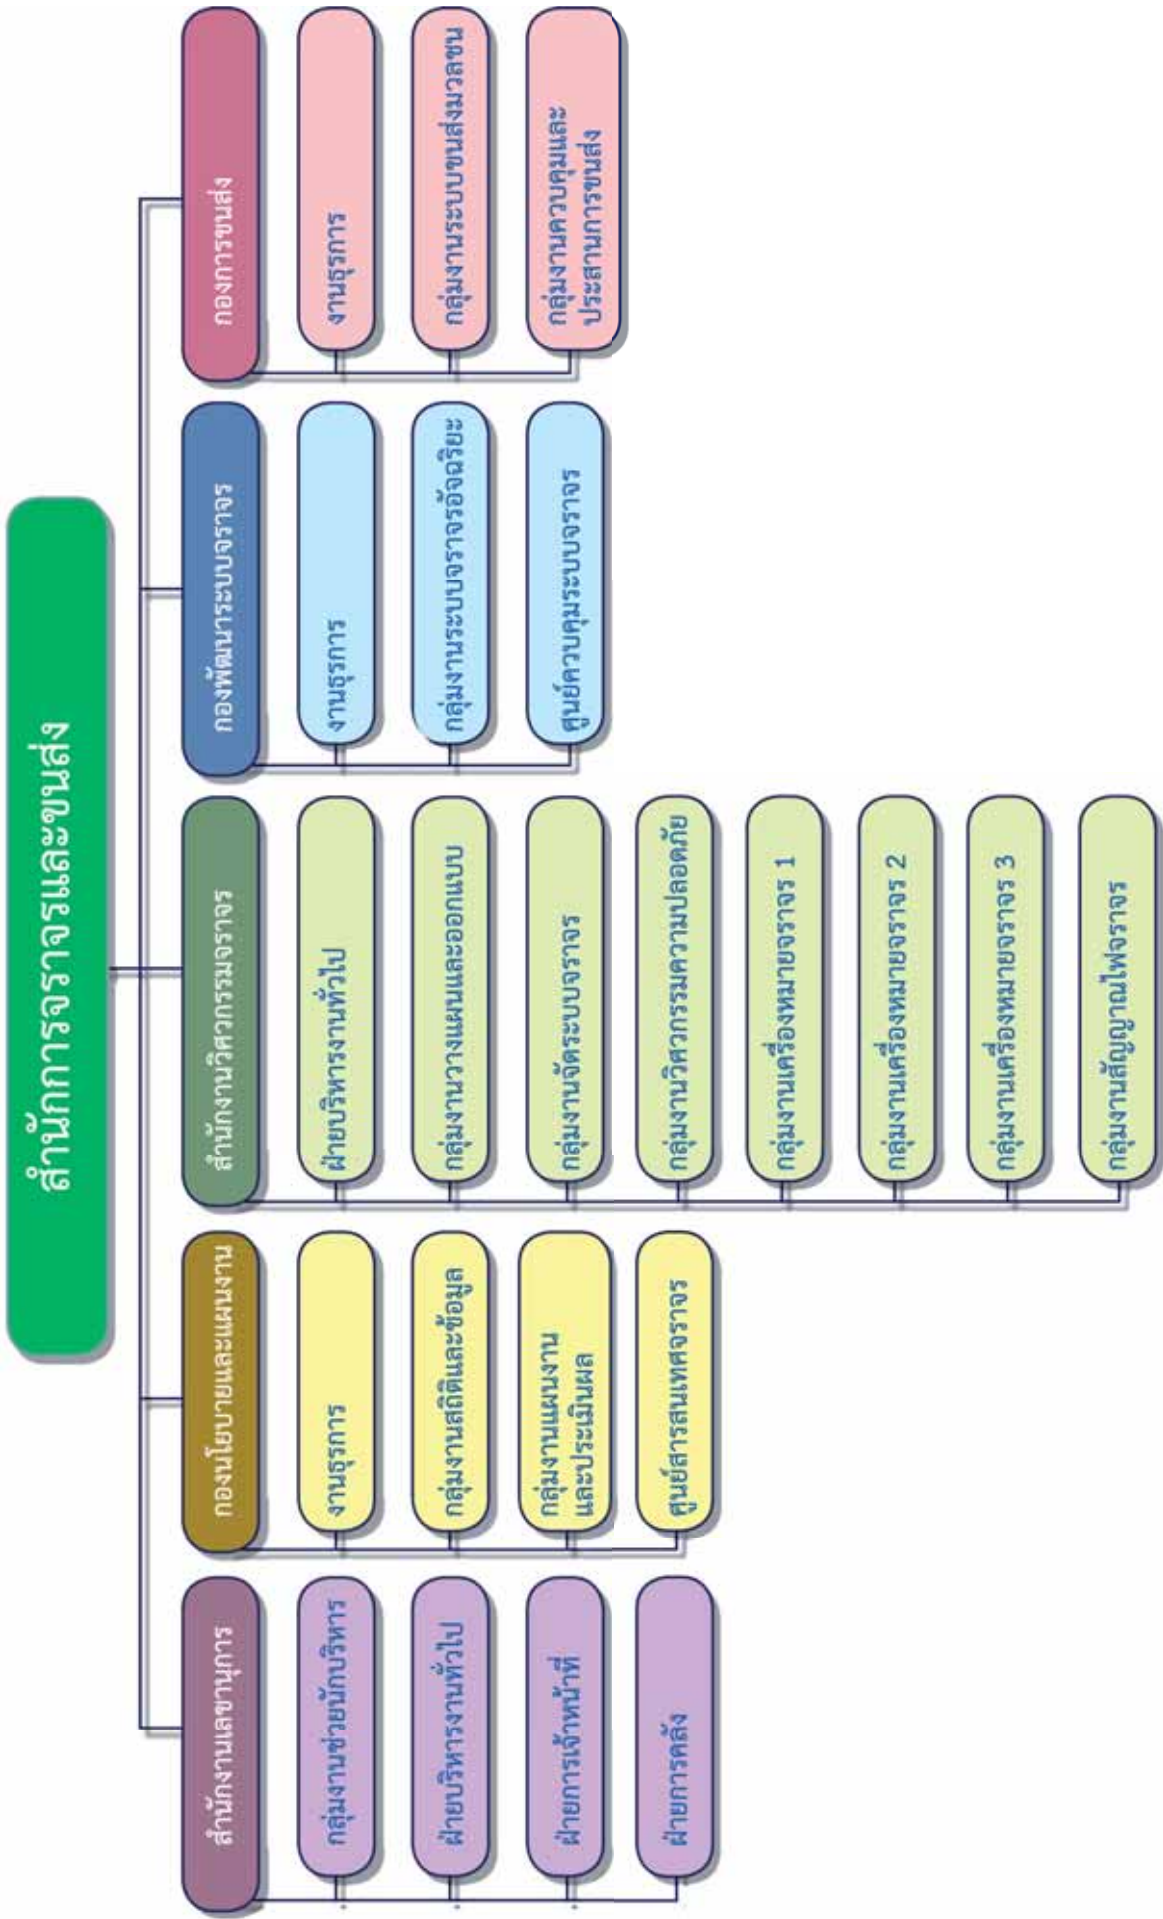 สำนักการจราจรและขนส่ง
สำนักงานเลขานุการ
กลุ่มงานช่วยนักบริหาร
ฝ่ายบริหารงานทั่วไป
ฝ่ายการเจ้าหน้าที่
ฝ่ายการคลัง
กองนโยบายและแผนงาน
งานธุรการ
กลุ่มงานสถิติและข้อมูล
กลุ่มงานแผนงาน
และประเมินผล
ศูนย์สารสนเทศจราจร
สำนักงานวิศวกรรมจราจร
ฝ่ายบริหารงานทั่วไป
กลุ่มงานวางแผนและออกแบบ
กลุ่มงานจัดระบบจราจร
กลุ่มงานวิศวกรรมความปลอดภัย
กลุ่มงานเครื่องหมายจราจร 1
กลุ่มงานเครื่องหมายจราจร 2
กลุ่มงานเครื่องหมายจราจร 3
กลุ่มงานสัญญาณไฟจราจร
กองพัฒนาระบบจราจร
งานธุรการ
กลุ่มงานระบบจราจรอัจฉริยะ
ศูนย์ควบคุมระบบจราจร
กองการขนส่ง
งานธุรการ
กลุ่มงานระบบขนส่งมวลชน
กลุ่มงานควบคุมและ
ประสานการขนส่ง